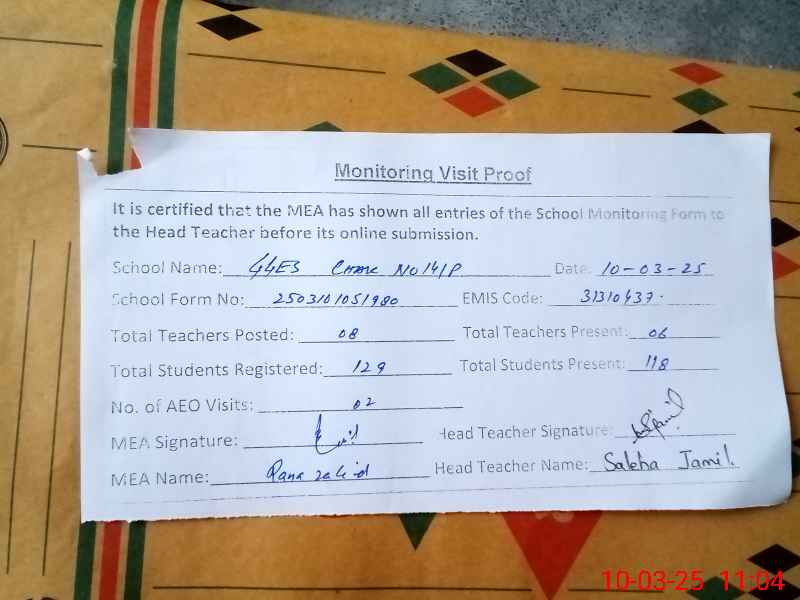 Monitoring Visit Proof
It is certified that the MEA has shown all entries of the School Monitoring Form to
the Head Teacher before its online submission.
School Name: GGES Chak No 141P Date: 10-03-25
School Form No: 2503101051980 EMIS Code: 31310437
Total Teachers Posted: 08 Total Teachers Present: 06
Total Students Registered: 129 Total Students Present: 118
No. of AEO Visits: 02
MEA Signature: Head Teacher Signature:
MEA Name: Rana zahid Head Teacher Name: Saleha Jamil.
10-03-25 11:04